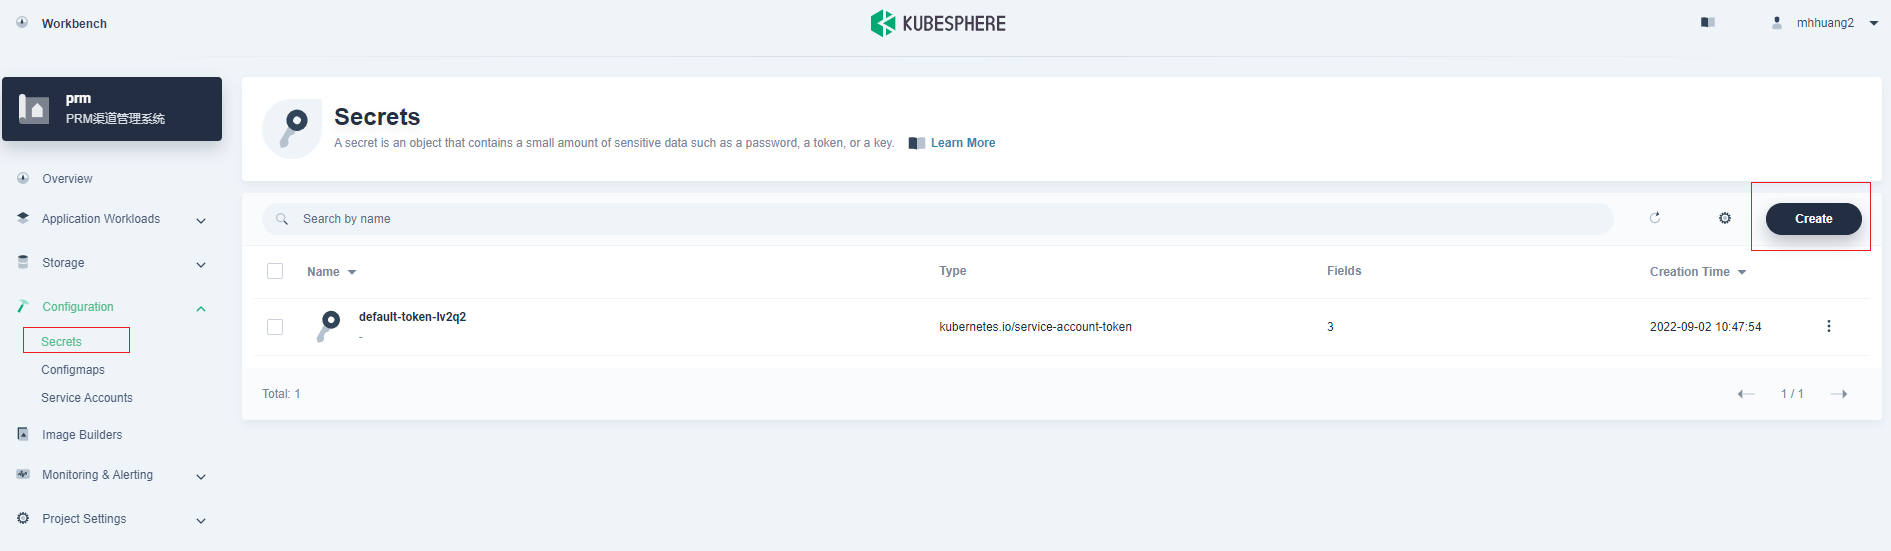 Workbench
KUBESPHERE
mhhuang2
prm
PRM渠道管理系统
Overview
Application Workloads
Storage
Configuration
Secrets
Configmaps
Service Accounts
Image Builders
Monitoring & Alerting
Project Settings
Secrets
A secret is an object that contains a small amount of sensitive data such as a password, a token, or a key. Learn More
Search by name
Create
Name Type Fields Creation Time
default-token-lv2q2
-
kubernetes.io/service-account-token 3 2022-09-02 10:47:54
Total: 1
1 / 1